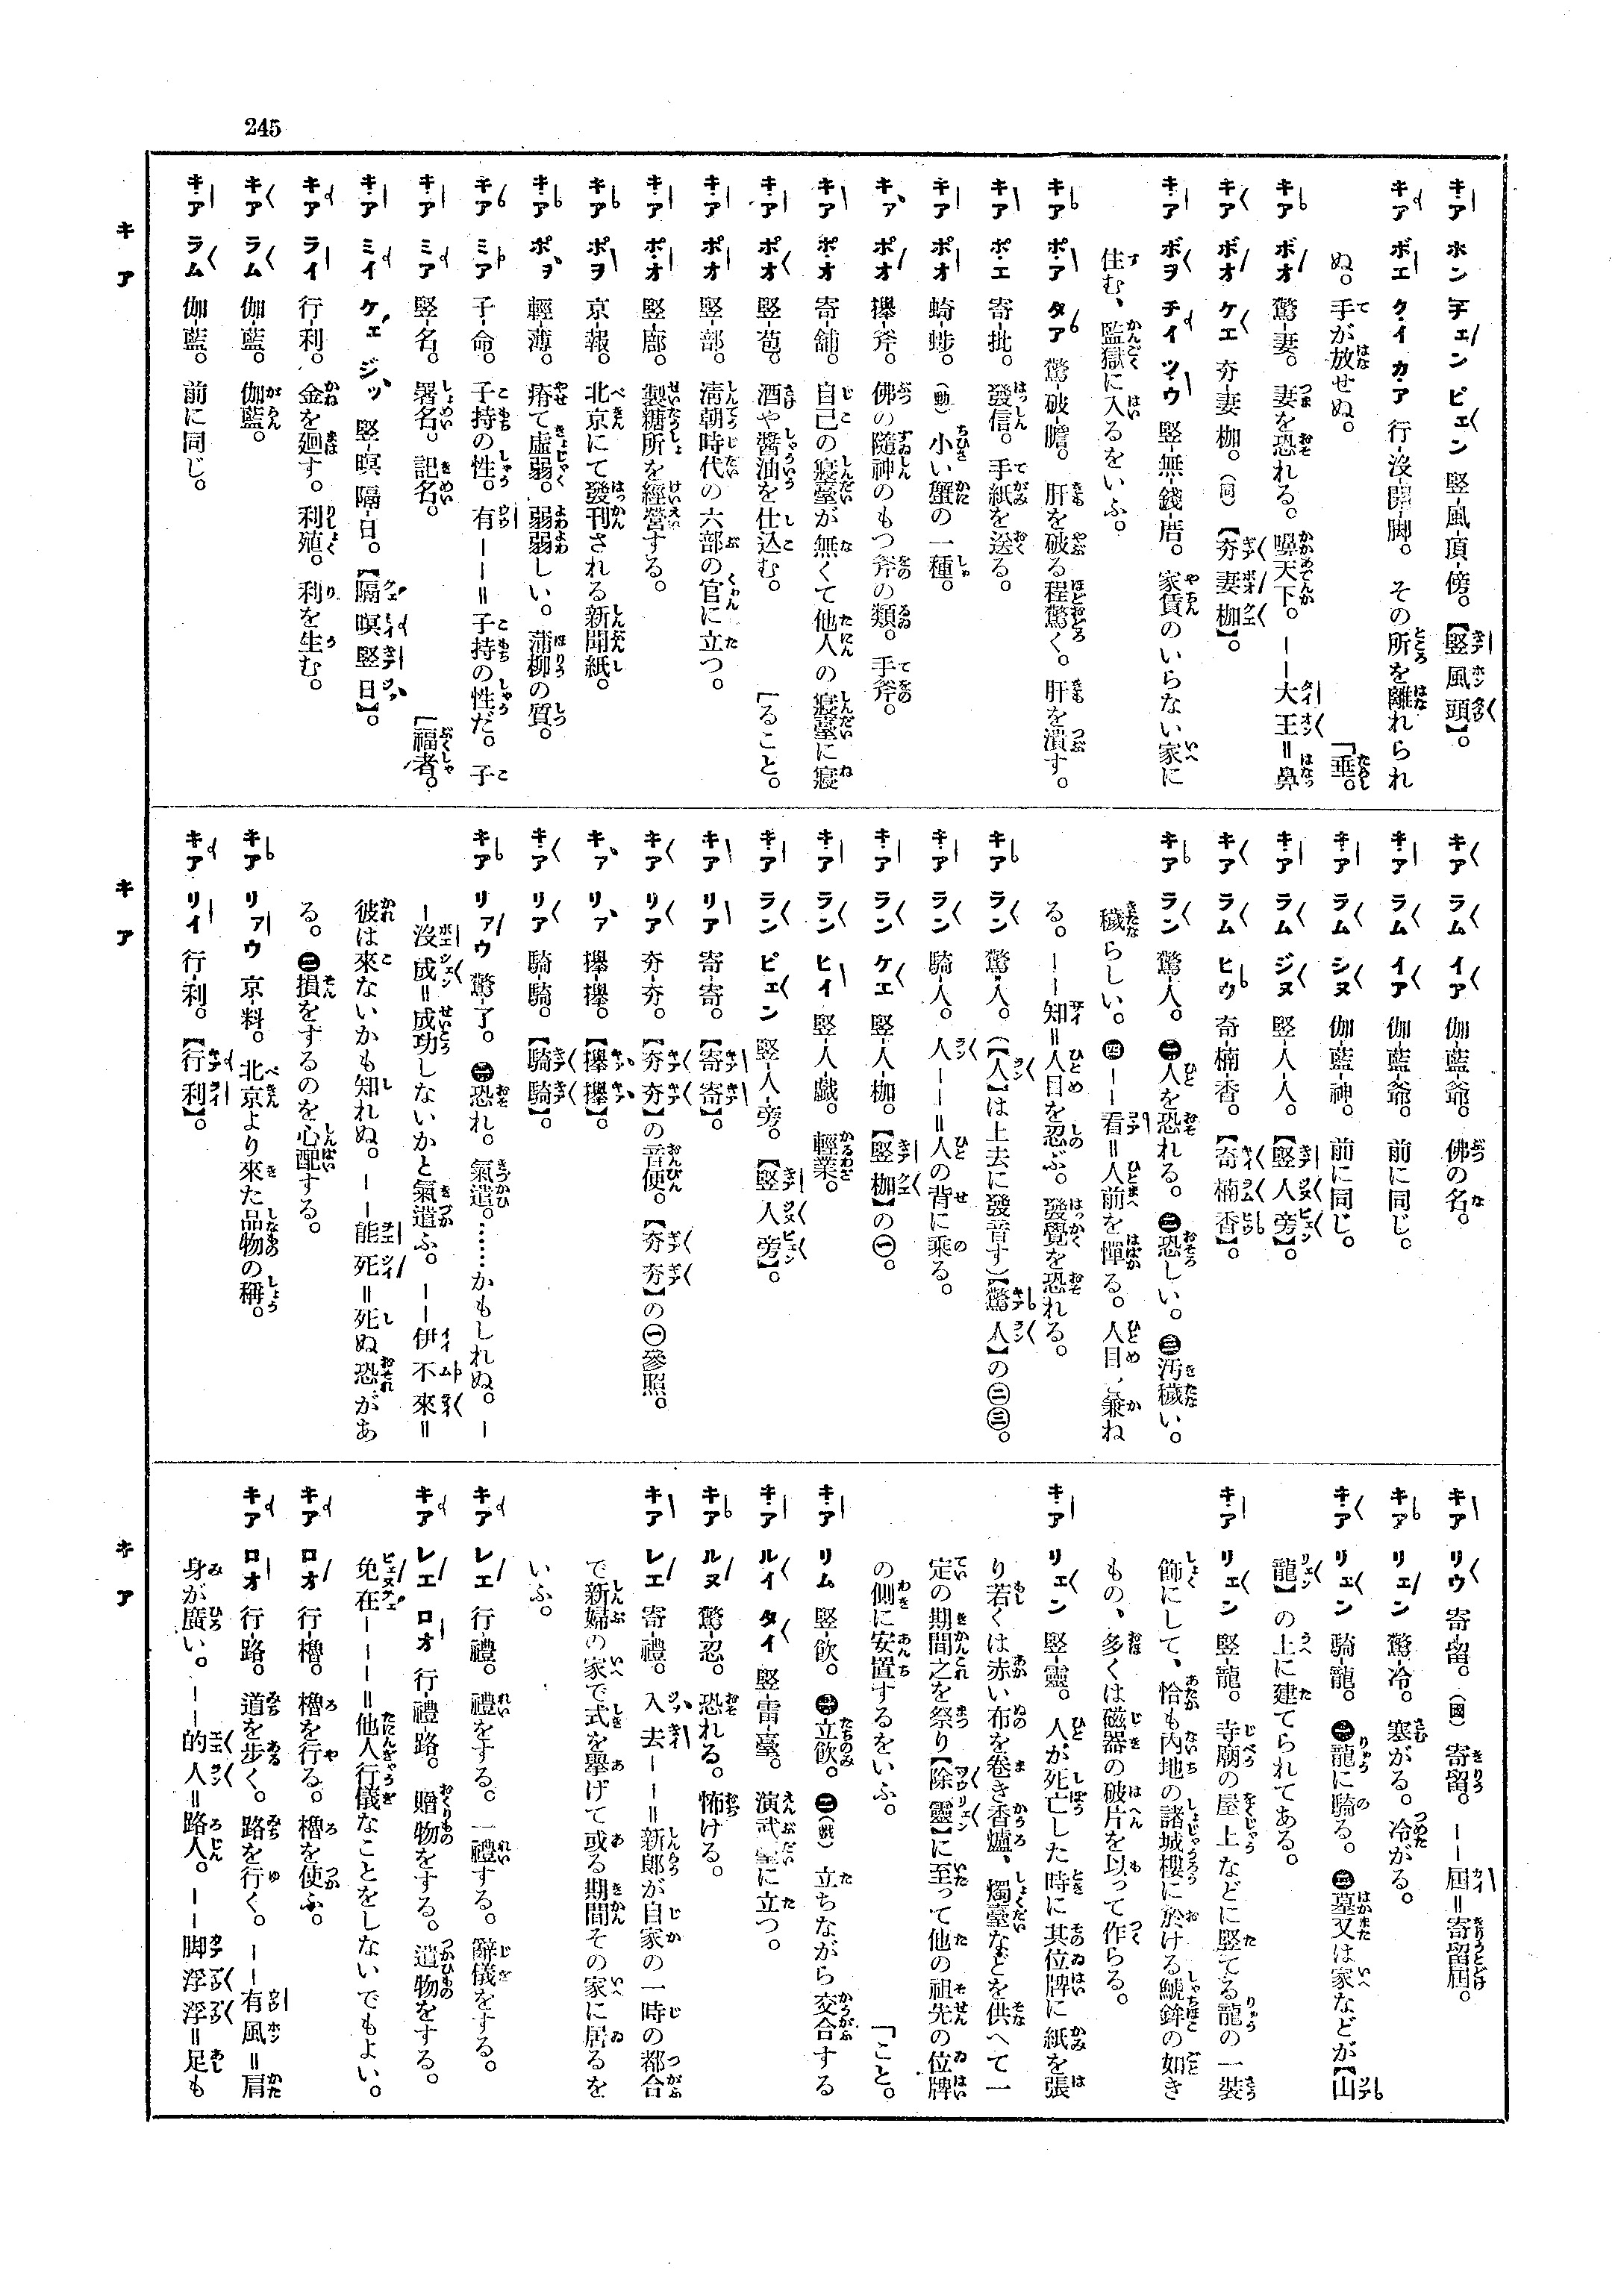 245
キア ホン チェン ピェン 竪-風-頂-傍。【竪風頭】。
キア ボエ クイ カア 行-沒-開-脚。 その所を離れられ
ぬ。手が放せぬ。 「垂。
キア ボオ 驚-妻。妻を恐れる。嚊天下。——大王=鼻
キア ボオ ケエ 夯妻枷。(同)【夯妻枷】。
キア ボヲ チイ ツウ 竪-無-錢-厝。家賃のいらない家に
住む、監獄に入るをいふ。
キア ポア タア 驚-破-膽。肝を破る程驚く。肝を潰す。
キア ポエ 寄-批。發信。手紙を送る。
キア ポオ 蜻-蛷。(動)小い蟹の一種。
キア ポオ 攑-斧。佛の隨神のもつ斧の類。手斧。
キア ポオ 寄-舖。自己の寢臺が無くて他人の寢臺に寢
キア ポオ 竪-菢。酒や醬油を仕込む。 [ること。
キア ポオ 竪-部。淸朝時代の六部の官に立つ。
キア ポオ 竪-廍。製糖所を經營する。
キア ポヲ 京-報。北京にて發刊される新聞紙。
キア ポヲ 輕-薄。瘠て虛弱。弱弱しい。蒲柳の質。
キア ミア 子-命。子持の性。有———=子持の性だ。子
キア ミア 竪-名。署名。記名。 [福者。
キア ミイ ケェ ジッ 竪-暝 隔-日。【隔暝竪日】。
キア ライ 行-利。金を廻す。利殖。利を生む。
キア ラム 伽-藍。伽藍。
キア ラム 伽-藍。前に同じ。
キア ラム イア 伽-藍-爺。佛の名。
キア ラム イア 伽-藍爺。前に同じ。
キア ラム シヌ 伽-藍-神。前に同じ。
キア ラム ジヌ 竪-人-人。【竪人旁】。
キア ラム ヒウ 奇-楠-香。【奇楠香】。
キア ラン 驚-人。㊀人を恐れる。㊁恐しい。㊂汚穢い。
穢らしい。㊃——看=人前を憚る。人目、兼ね
る。——知=人目を忍ぶ。發覺を恐れる。
キア ラン 驚-人。(【人】は上去に發音す)【驚人】の㊁㊂。
キア ラン 騎-人。人——=人の背に乘る。
キア ラン ケエ 竪-人-枷。【竪枷】の㊀。
キア ラン ヒイ 竪-人-戲。輕業。
キア ラン ピェン 竪-人-旁。【竪人旁】。
キア リア 寄-寄。【寄寄】。
キア リア 夯-夯。【夯夯】の音便。【夯夯】の㊀參照。
キア リア 攑-攑。【攑攑】。
キア リア 騎-騎。【騎騎】。
キア リァウ 驚-了。㊀恐れ。氣遣。……かもしれぬ。—
—沒成=成功しないかと氣遣ふ。——伊不來=
彼は來ないかも知れぬ。——能死=死ぬ恐があ
る。㊁損をするのを心配する。
キア リァウ 京-料。北京より來た品物の稱。
キア リイ 行-利。【行利】。
キア リウ 寄-留。(國)寄留。——屆=寄留屆。
キア リェン 驚-冷。寒がる。冷がる。
キア リェン 騎-龍。㊀龍に騎る。㊁墓又は家などが【山
龍】の上に建てられてある。
キア リェン 竪-龍。寺廟の屋上などに竪てる龍の一裝
飾にして、恰も內地の諸城樓に於ける鯱鉾の如き
もの、多くは磁器の破片を以って作らる。
キア リェン 竪-靈。人が死亡した時に其位牌に紙を張
り若くは赤い布を卷き香爐、燭臺などを供へて一
定の期間之を祭り【除靈】に至って他の祖先の位牌
の側に安置するをいふ。 「こと。
キア リム 竪-飮。㊀立飮。㊁(戲)立ちながら交合する
キア ルイ タイ 竪-雷-臺。演武臺に立つ。
キア ルヌ 驚-忍。恐れる。怖ける。
キア レエ 寄-禮。入去——=新郎が自家の一時の都合
で新婦の家で式を擧げて或る期間その家に居るを
いふ。
キア レエ 行-禮。禮をする。一禮する。辭儀をする。
キア レエ ロオ 行-禮路。贈物をする。遣物をする。
免在———=他人行儀なことをしないでもよい。
キア ロオ 行-櫓。櫓を行る。櫓を使ふ。
キア ロオ 行-路。道を步く。路を行く。——有風=肩
身が廣い。——的人=路人。——脚浮浮=足も
キア
キア
キア